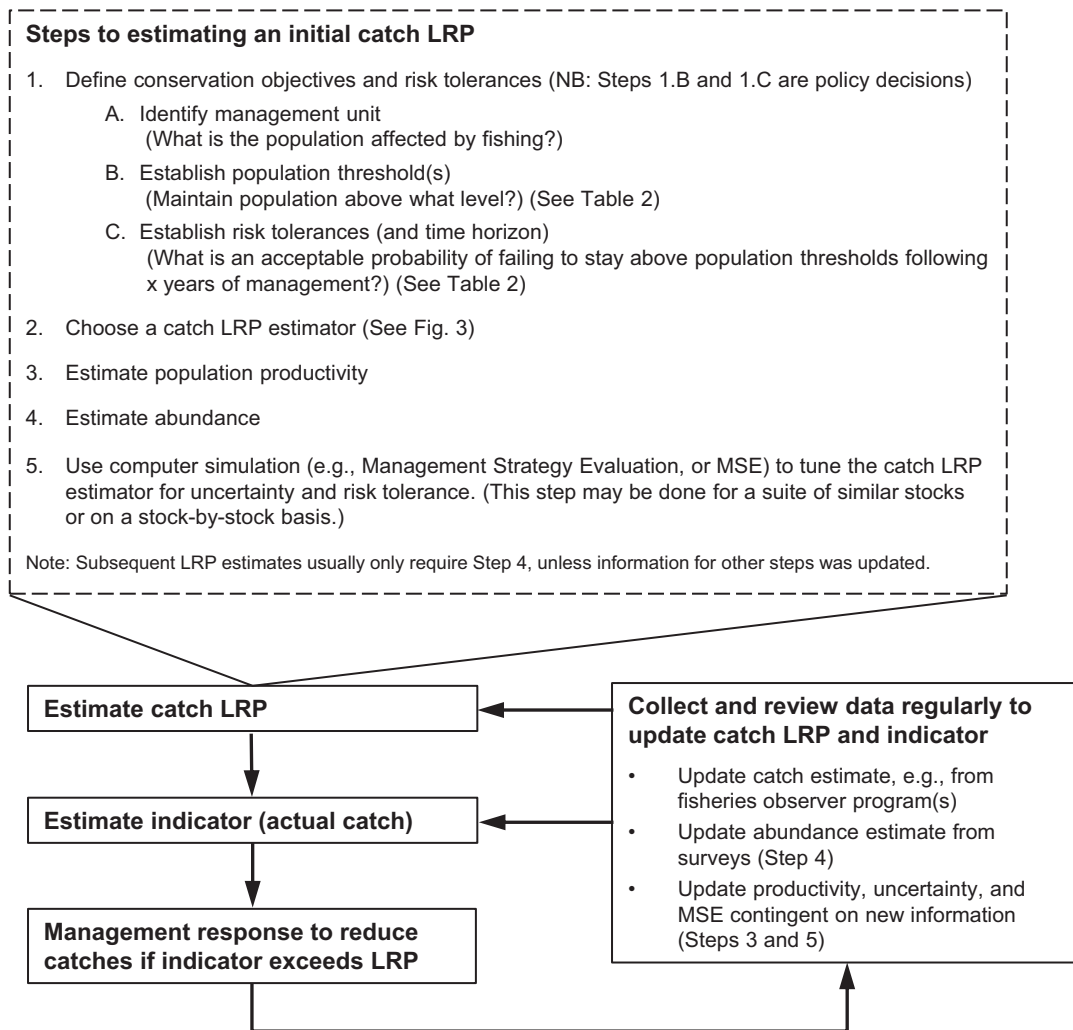 Steps to estimating an initial catch LRP
1. Define conservation objectives and risk tolerances (NB: Steps 1.B and 1.C are policy decisions)
A. Identify management unit
(What is the population affected by fishing?)
B. Establish population threshold(s)
(Maintain population above what level?) (See Table 2)
C. Establish risk tolerances (and time horizon)
(What is an acceptable probability of failing to stay above population thresholds following
x years of management?) (See Table 2)
2. Choose a catch LRP estimator (See Fig. 3)
3. Estimate population productivity
4. Estimate abundance
5. Use computer simulation (e.g., Management Strategy Evaluation, or MSE) to tune the catch LRP
estimator for uncertainty and risk tolerance. (This step may be done for a suite of similar stocks
or on a stock-by-stock basis.)
Note: Subsequent LRP estimates usually only require Step 4, unless information for other steps was updated.
Estimate catch LRP
Estimate indicator (actual catch)
Management response to reduce
catches if indicator exceeds LRP
Collect and review data regularly to
update catch LRP and indicator
• Update catch estimate, e.g., from
fisheries observer program(s)
• Update abundance estimate from
surveys (Step 4)
• Update productivity, uncertainty, and
MSE contingent on new information
(Steps 3 and 5)